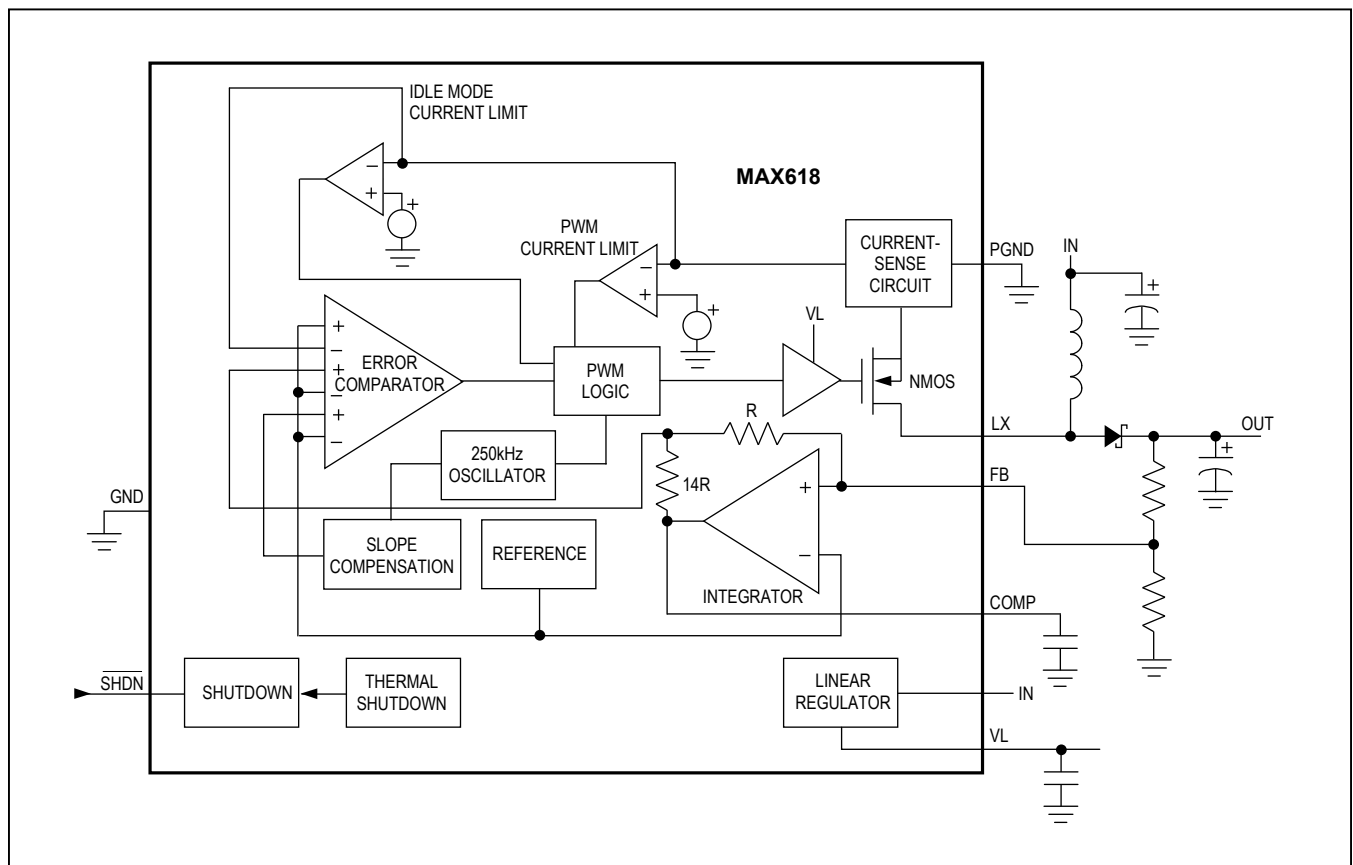 IDLE MODE
CURRENT LIMIT
−
+
+
MAX618
PWM
CURRENT LIMIT
−
+
+
CURRENT-
SENSE
CIRCUIT
PGND
IN
+
VL
+
−
+
−
+
−
ERROR
COMPARATOR
PWM
LOGIC
NMOS
R
LX
OUT
+
250kHz
OSCILLATOR
14R
+
FB
GND
SLOPE
COMPENSATION
REFERENCE
−
INTEGRATOR
COMP
SHDN
SHUTDOWN
THERMAL
SHUTDOWN
LINEAR
REGULATOR
IN
VL